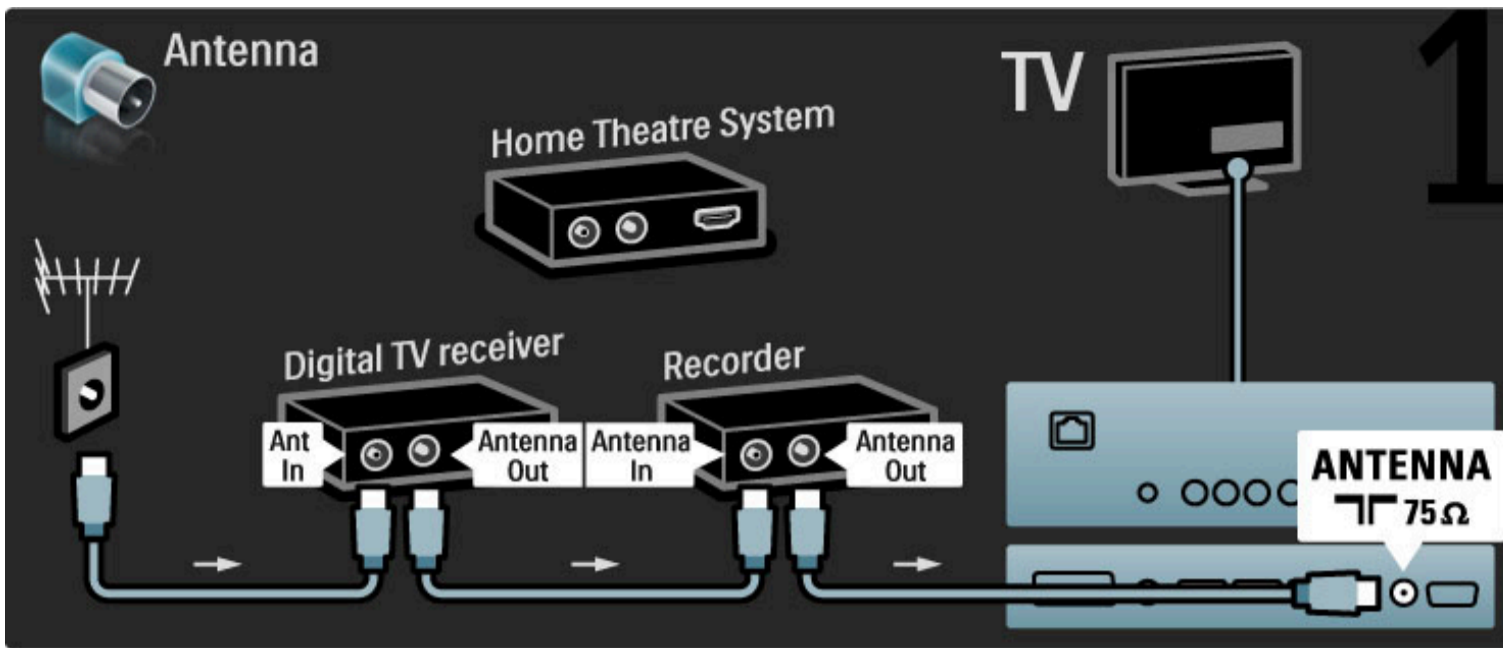 Antenna
TV
1
Home Theatre System
Digital TV receiver
Recorder
Ant
In
Antenna
Out
Antenna
In
Antenna
Out
ANTENNA
75 Ω